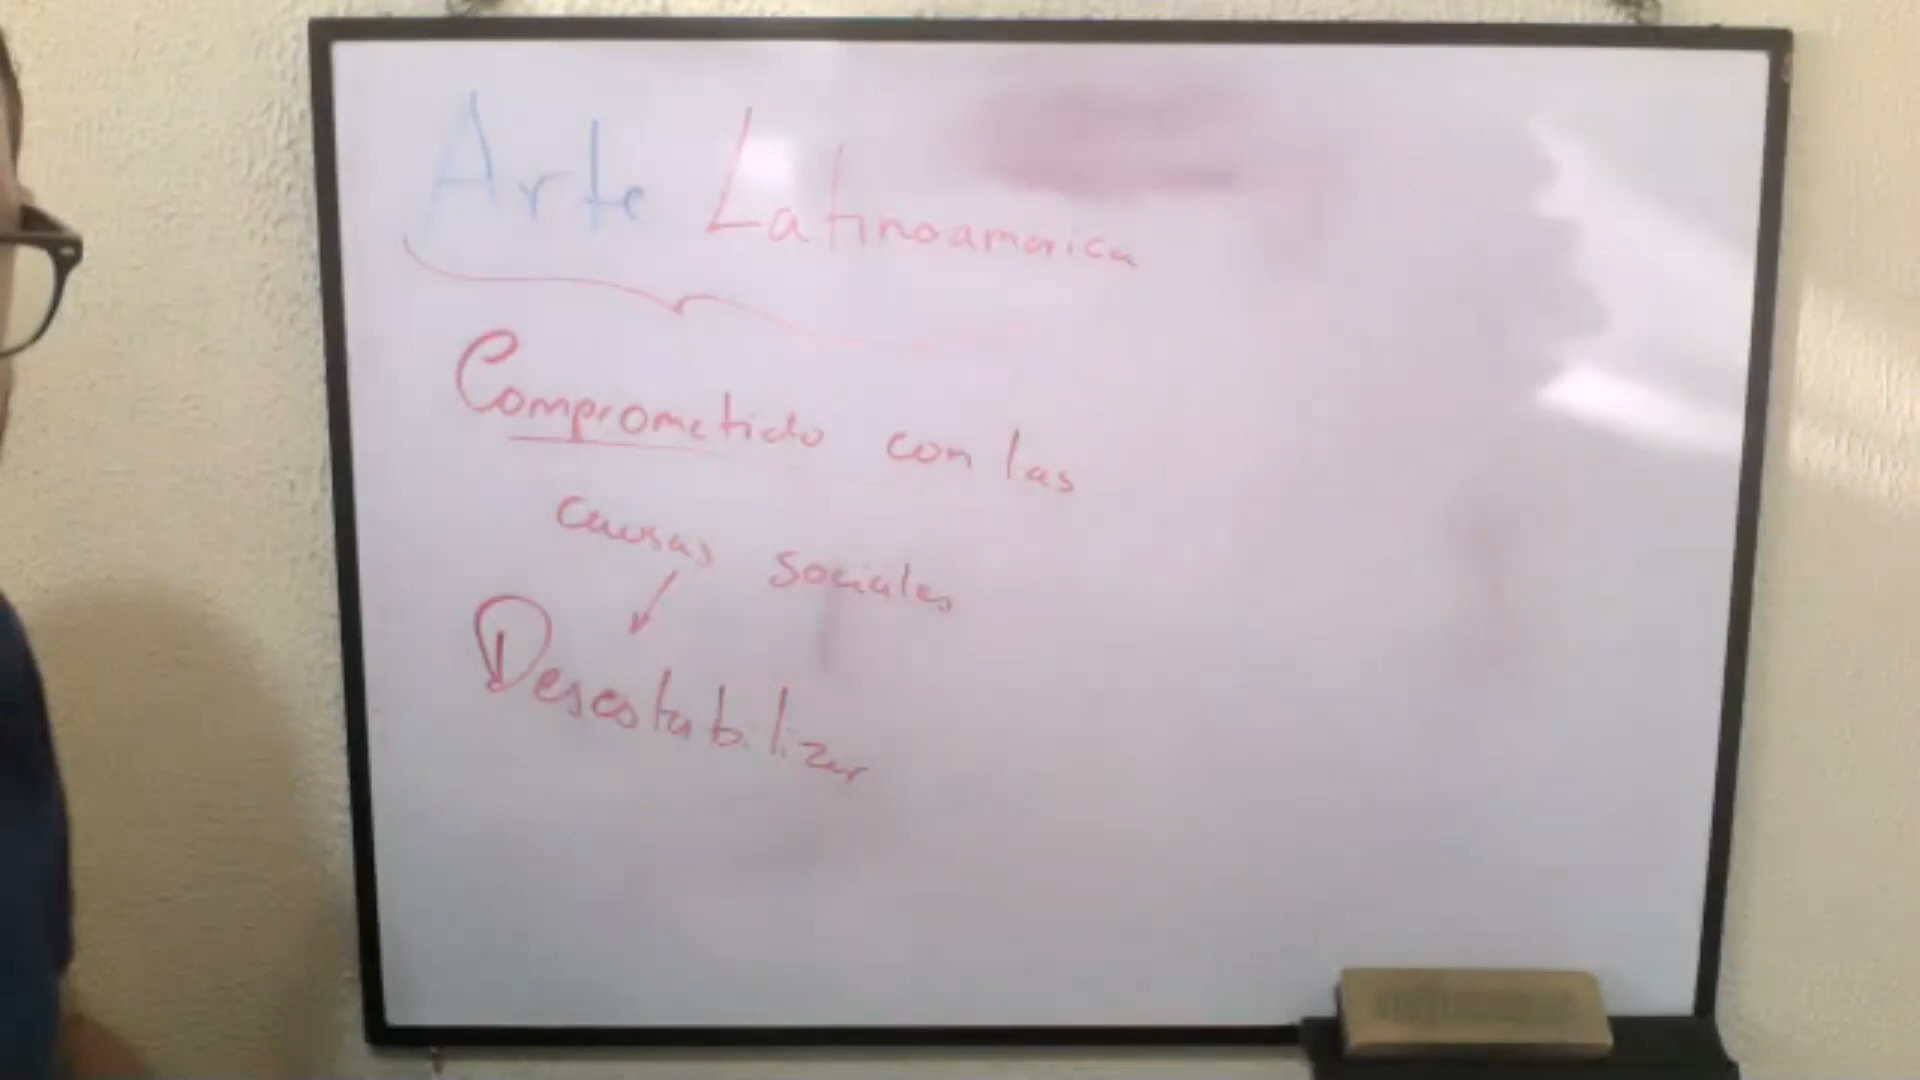 Arte Latinoamerica
Comprometido con las
causas sociales
Desestabilizar